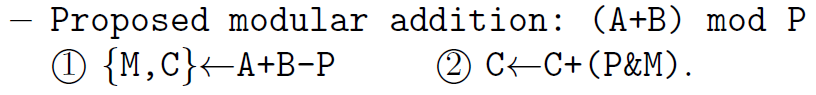 – Proposed modular addition: (A+B) mod P
① {M,C}←A+B-P ② C←C+(P&M).